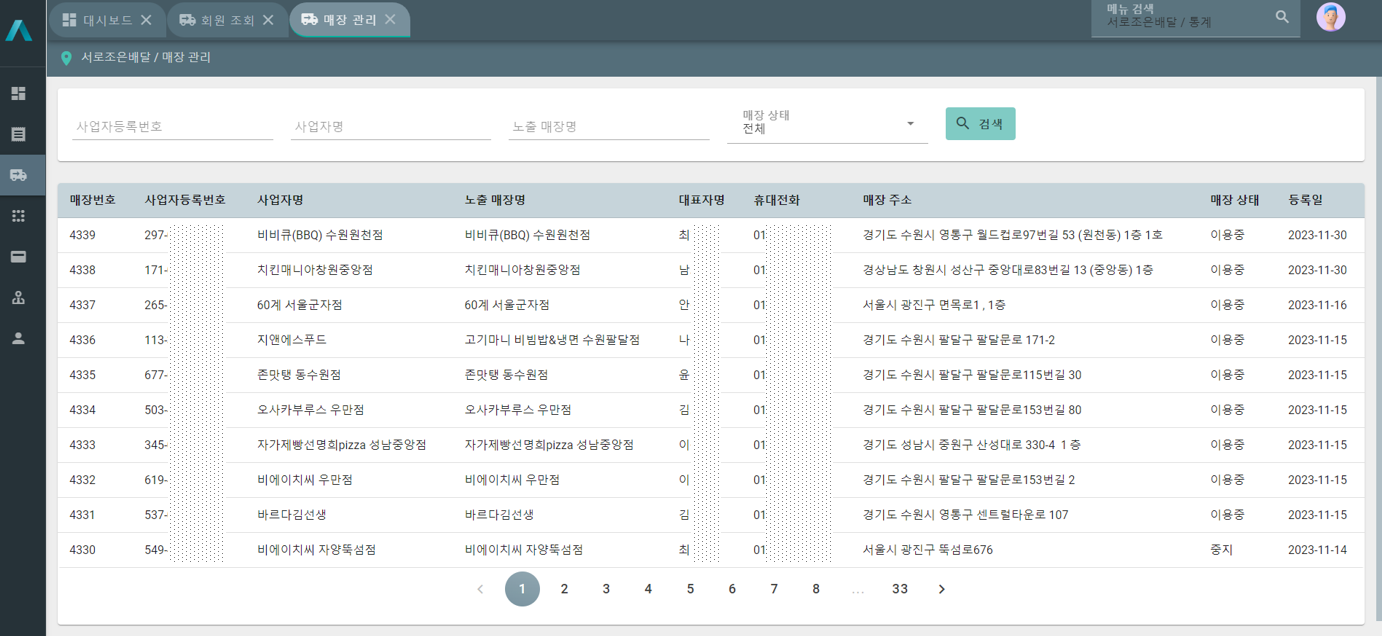 대시보드
회원 조회
매장 관리
메뉴 검색
서로조은배달 / 통계
서로조은배달 / 매장 관리
사업자등록번호
사업자명
노출 매장명
매장 상태
전체
검색
매장번호 사업자등록번호 사업자명 노출 매장명 대표자명 휴대전화 매장 주소 매장 상태 등록일
4339 297- 비비큐(BBQ) 수원원천점 비비큐(BBQ) 수원원천점 최 01 경기도 수원시 영통구 월드컵로97번길 53 (원천동) 1층 1호 이용중 2023-11-30
4338 171- 치킨매니아창원중앙점 치킨매니아창원중앙점 남 01 경상남도 창원시 성산구 중앙대로83번길 13 (중앙동) 1층 이용중 2023-11-30
4337 265- 60계 서울군자점 60계 서울군자점 안 01 서울시 광진구 면목로1 , 1층 이용중 2023-11-16
4336 113- 지앤에스푸드 고기마니 비빔밥&냉면 수원팔달점 나 01 경기도 수원시 팔달구 팔달문로 171-2 이용중 2023-11-15
4335 677- 존맛탱 동수원점 존맛탱 동수원점 윤 01 경기도 수원시 팔달구 팔달문로115번길 30 이용중 2023-11-15
4334 503- 오사카부루스 우만점 오사카부루스 우만점 김 01 경기도 수원시 팔달구 팔달문로153번길 80 이용중 2023-11-15
4333 345- 자가제빵선명희pizza 성남중앙점 자가제빵선명희pizza 성남중앙점 이 01 경기도 성남시 중원구 산성대로 330-4 1층 이용중 2023-11-15
4332 619- 비에이치씨 우만점 비에이치씨 우만점 이 01 경기도 수원시 팔달구 팔달문로153번길 2 이용중 2023-11-15
4331 537- 바르다김선생 바르다김선생 김 01 경기도 수원시 영통구 센트럴타운로 107 이용중 2023-11-15
4330 549- 비에이치씨 자양뚝섬점 비에이치씨 자양뚝섬점 최 01 서울시 광진구 뚝섬로676 중지 2023-11-14
1 2 3 4 5 6 7 8 ... 33